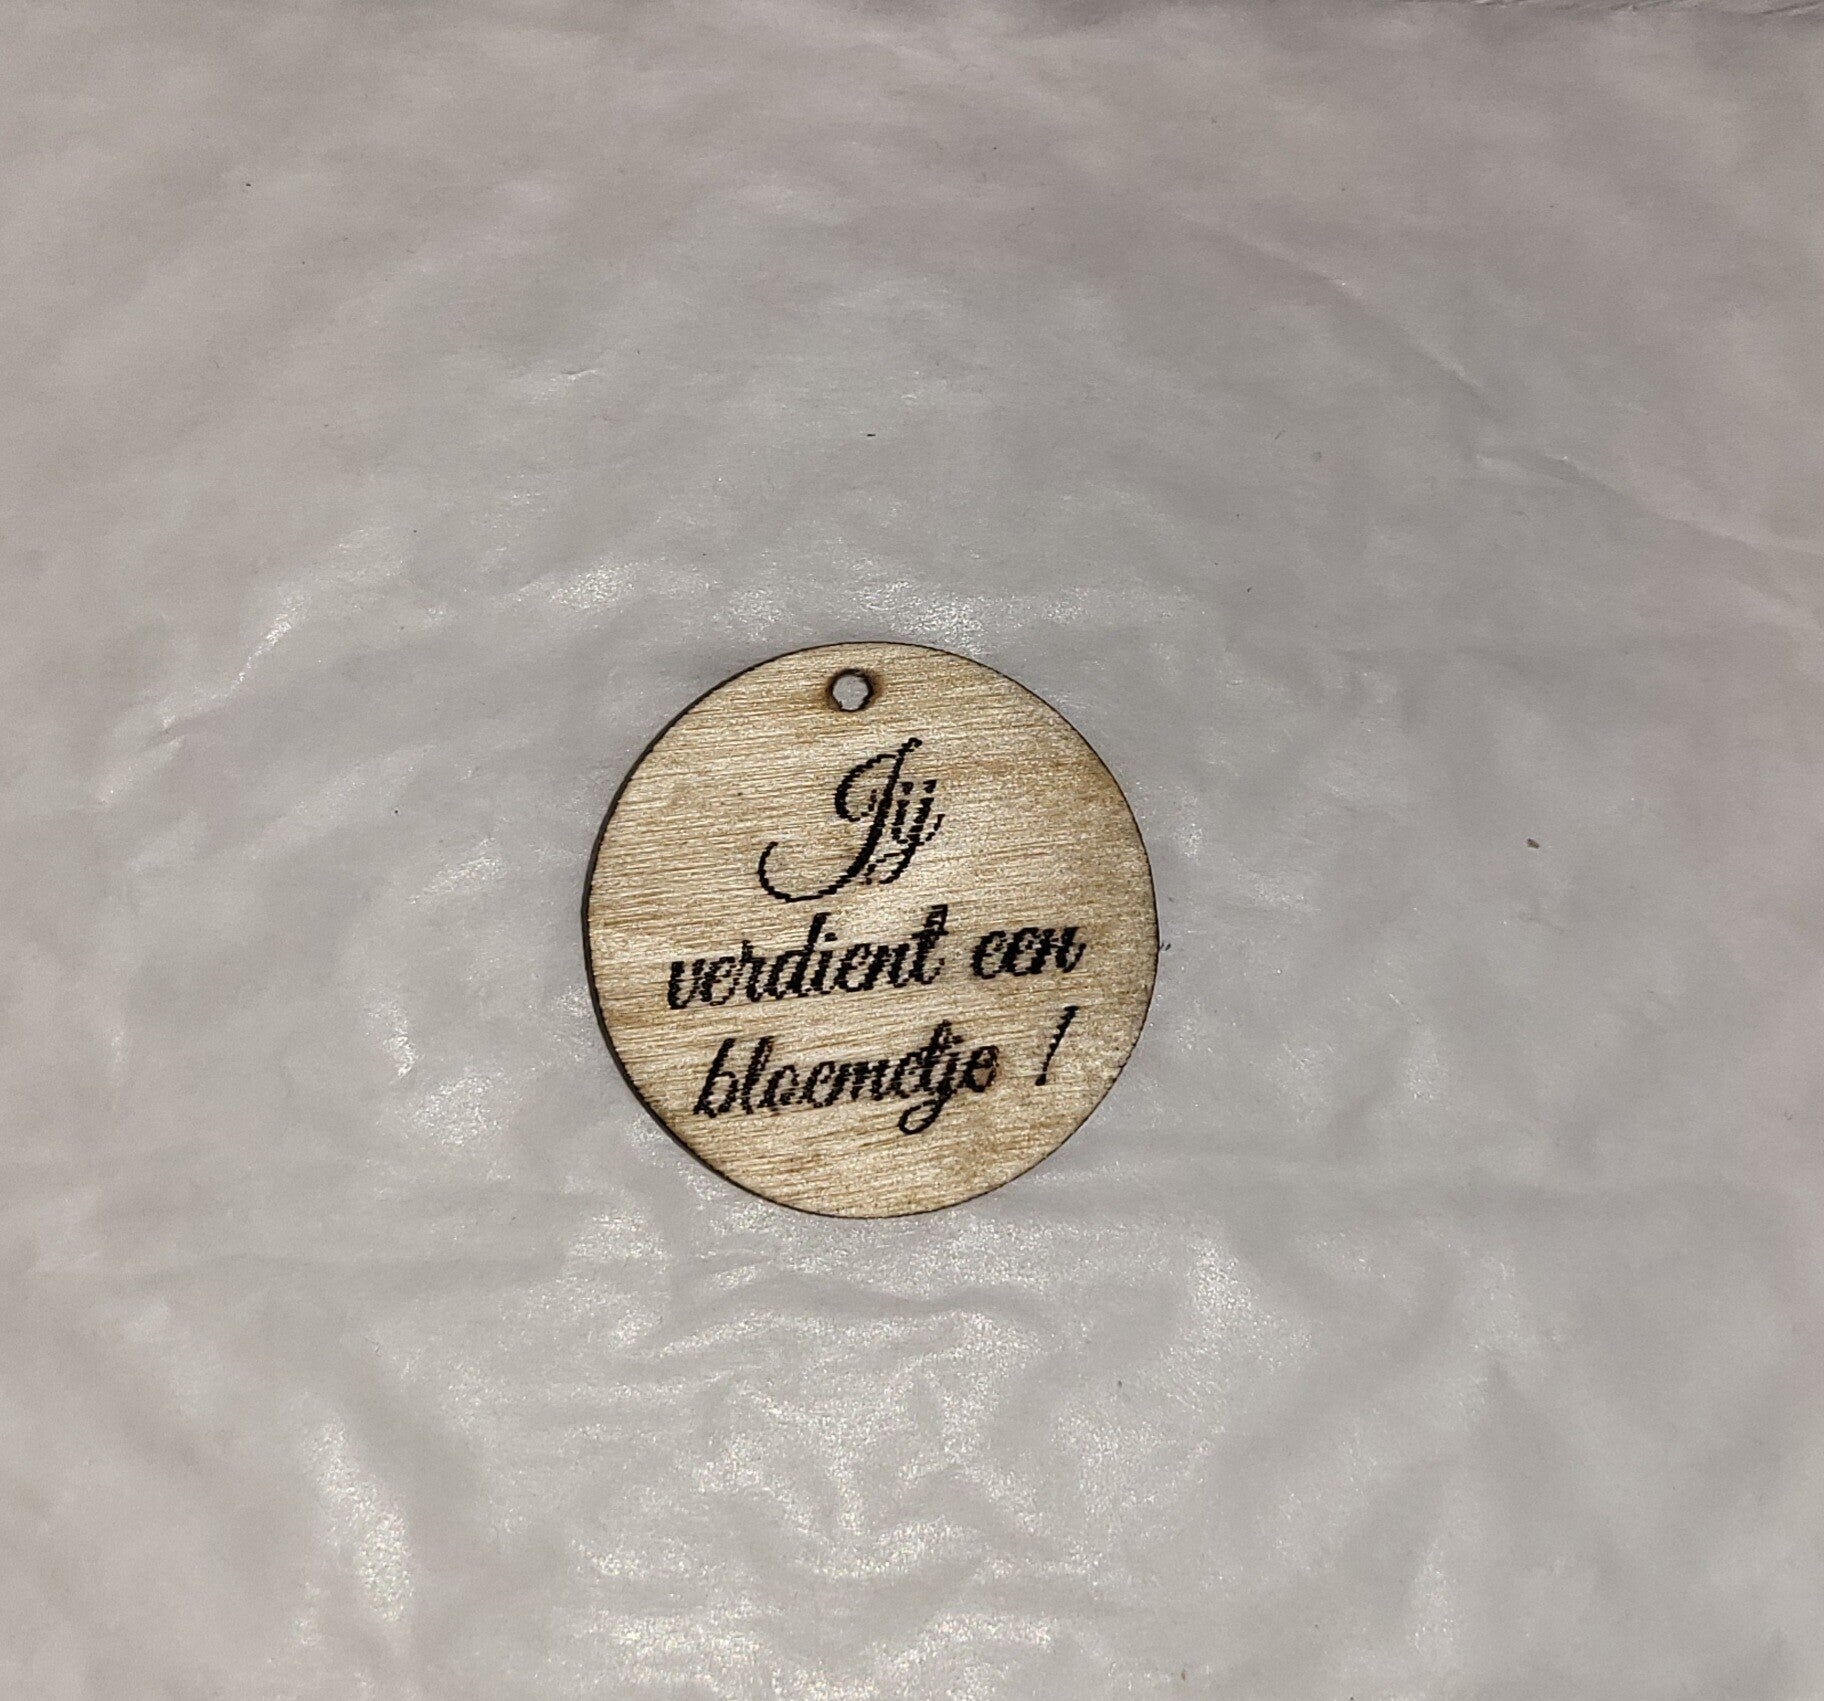 Jij
verdient een
bloemetje !